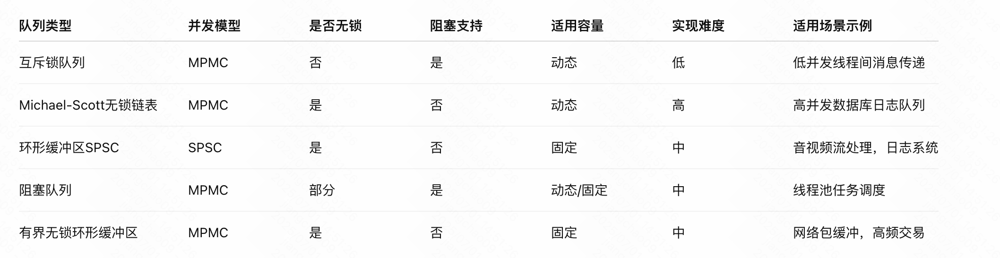 队列类型 并发模型 是否无锁 阻塞支持 适用容量 实现难度 适用场景示例
互斥锁队列 MPMC 否 是 动态 低 低并发线程间消息传递
Michael-Scott无锁链表 MPMC 是 否 动态 高 高并发数据库日志队列
环形缓冲区SPSC SPSC 是 否 固定 中 音视频流处理，日志系统
阻塞队列 MPMC 部分 是 动态/固定 中 线程池任务调度
有界无锁环形缓冲区 MPMC 是 否 固定 中 网络包缓冲，高频交易